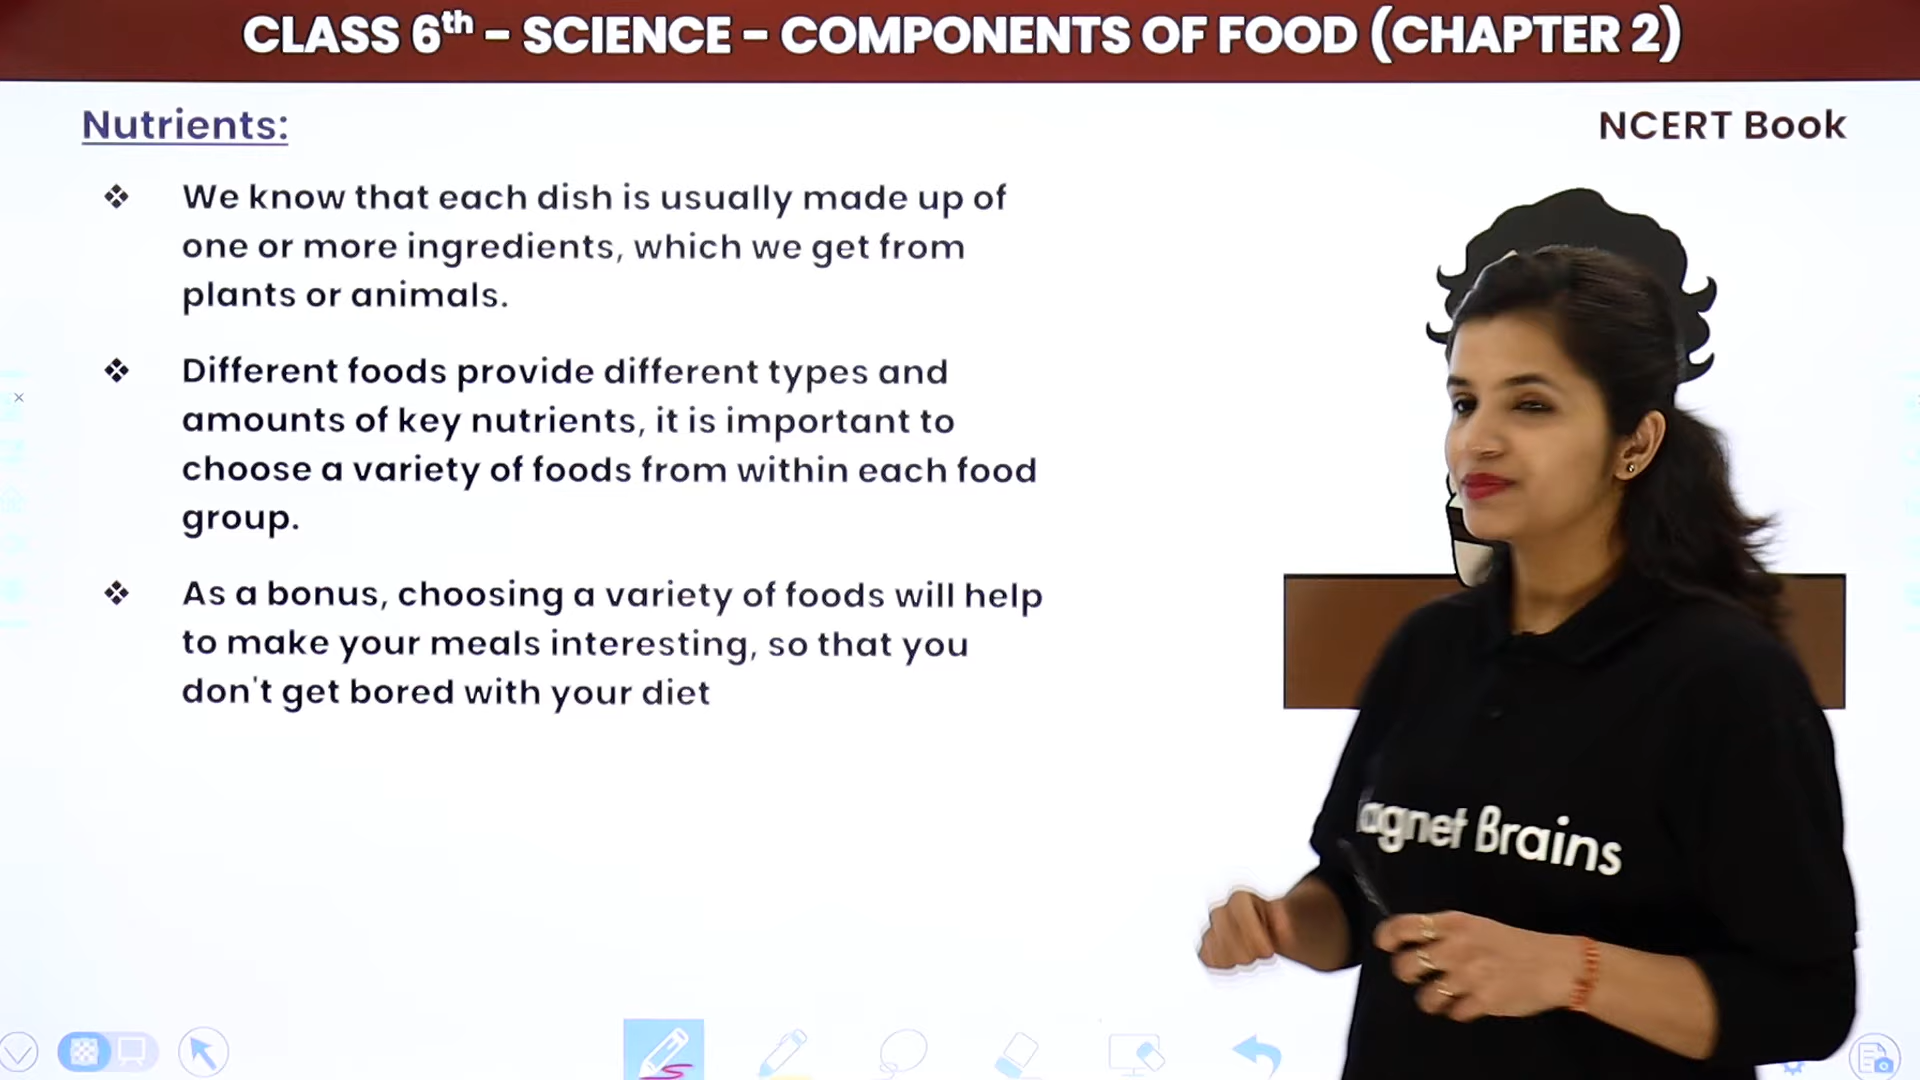 CLASS 6th – SCIENCE – COMPONENTS OF FOOD (CHAPTER 2)
Nutrients:
NCERT Book
❖ We know that each dish is usually made up of
one or more ingredients, which we get from
plants or animals.
❖ Different foods provide different types and
amounts of key nutrients, it is important to
choose a variety of foods from within each food
group.
❖ As a bonus, choosing a variety of foods will help
to make your meals interesting, so that you
don't get bored with your diet
agnet Brains